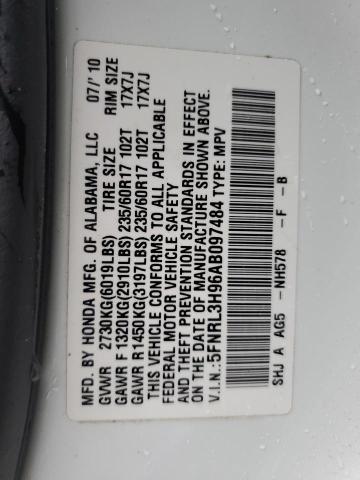 MFD. BY HONDA MFG. OF ALABAMA, LLC 07/'10
GVWR 2730KG(6019LBS) TIRE SIZE RIM SIZE
GAWR F 1320KG(2910LBS) 235/60R17 102T 17X7J
GAWR R1450KG(3197LBS) 235/60R17 102T 17X7J
THIS VEHICLE CONFORMS TO ALL APPLICABLE
FEDERAL MOTOR VEHICLE SAFETY
AND THEFT PREVENTION STANDARDS IN EFFECT
ON THE DATE OF MANUFACTURE SHOWN ABOVE.
V.I.N.: 5FNRL3H96AB097484 TYPE: MPV
SHJ A AG5 -NH578 -F -B